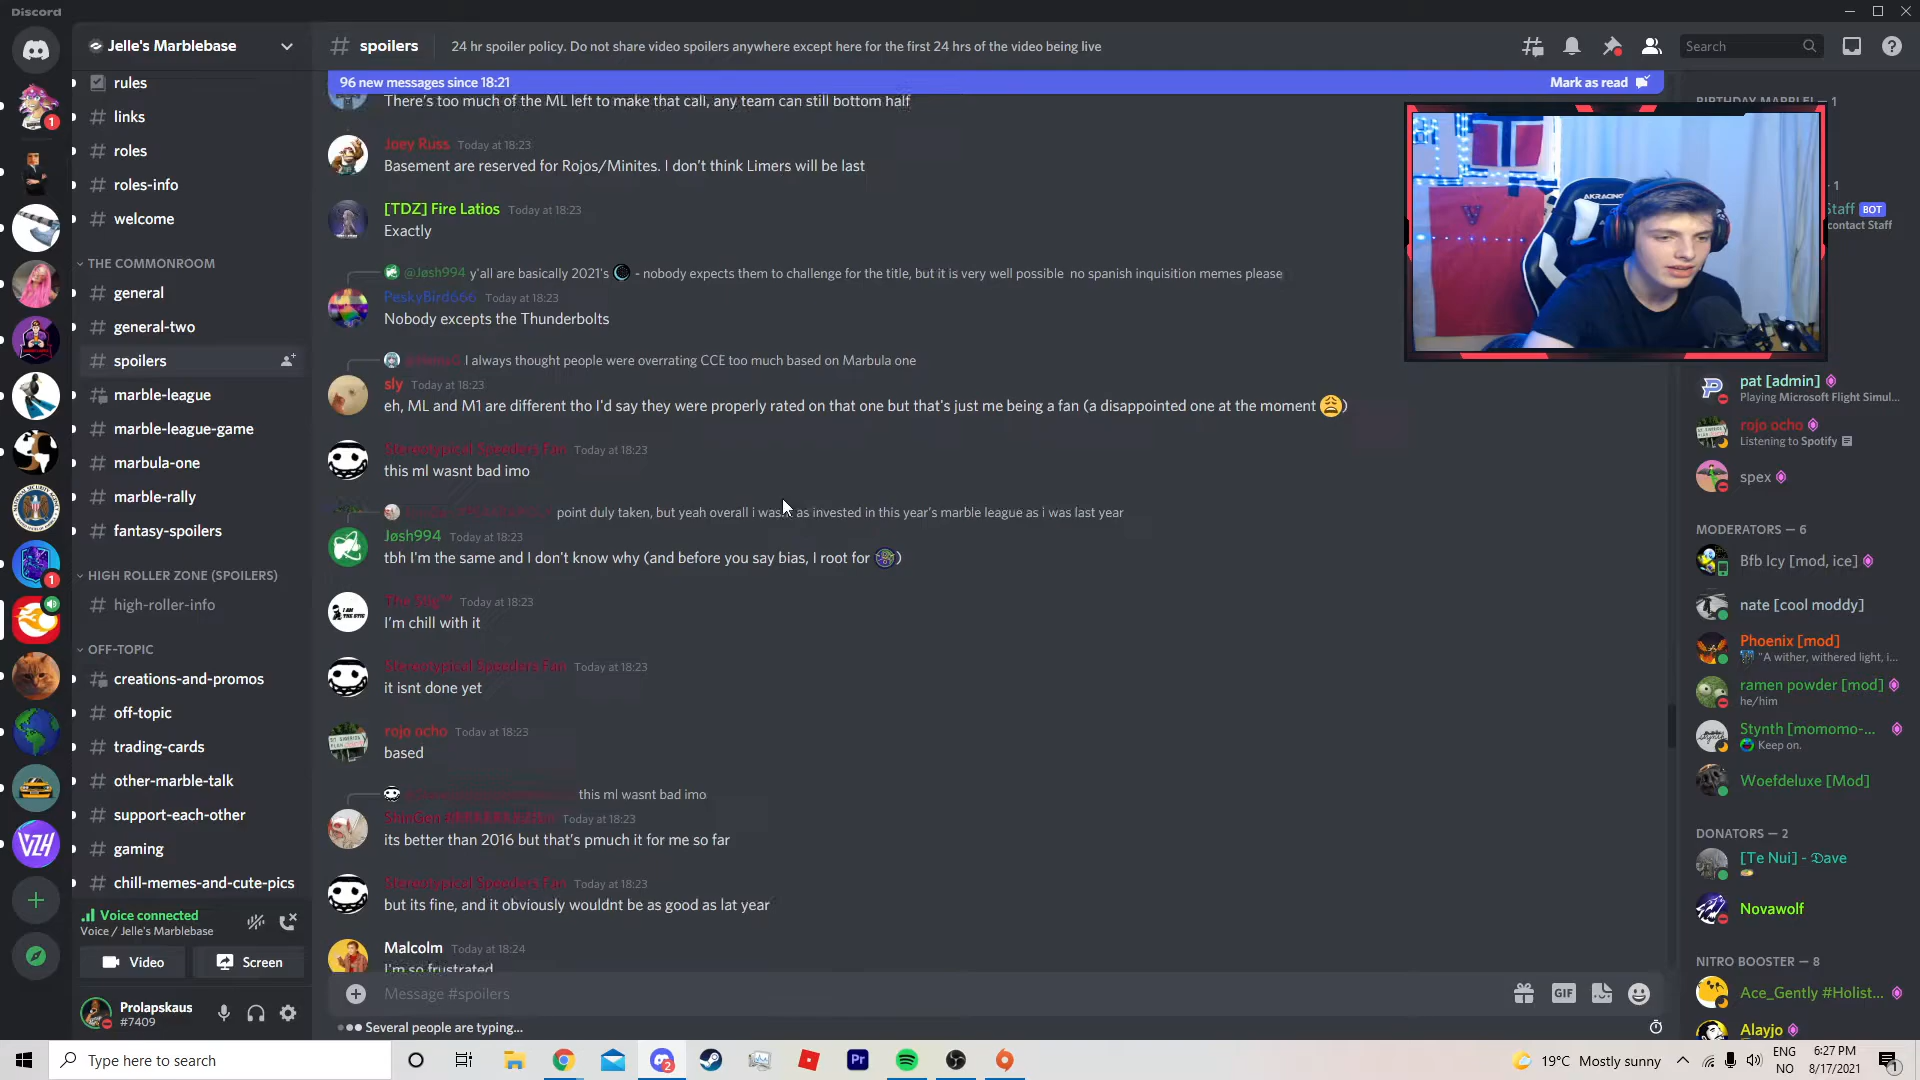 Discord
Jelle's Marblebase
rules
links
roles
roles-info
welcome
THE COMMONROOM
general
general-two
spoilers
marble-league
marble-league-game
marbula-one
marble-rally
fantasy-spoilers
HIGH ROLLER ZONE (SPOILERS)
high-roller-info
OFF-TOPIC
creations-and-promos
off-topic
trading-cards
other-marble-talk
support-each-other
gaming
chill-memes-and-cute-pics
Voice connected
Voice / Jelle's Marblebase
Video
Screen
Prolapskaus
#7409
spoilers
24 hr spoiler policy. Do not share video spoilers anywhere except here for the first 24 hrs of the video being live
Search
96 new messages since 18:21
Mark as read
There's too much of the ML left to make that call, any team can still bottom half
Joey Russ Today at 18:23
Basement are reserved for Rojos/Minites. I don't think Limers will be last
[TDZ] Fire Latios Today at 18:23
Exactly
@Jøsh994 y'all are basically 2021's - nobody expects them to challenge for the title, but it is very well possible no spanish inquisition memes please
PeskyBird666 Today at 18:23
Nobody excepts the Thunderbolts
I always thought people were overrating CCE too much based on Marbula one
sly Today at 18:23
eh, ML and M1 are different tho I'd say they were properly rated on that one but that's just me being a fan (a disappointed one at the moment )
Stereotypical Speeders Fan Today at 18:23
this ml wasnt bad imo
point duly taken, but yeah overall i as invested in this year's marble league as i was last year
Jøsh994 Today at 18:23
tbh I'm the same and I don't know why (and before you say bias, I root for )
The Stig Today at 18:23
I'm chill with it
Stereotypical Speeders Fan Today at 18:23
it isnt done yet
rojo ocho Today at 18:23
based
this ml wasnt bad imo
Today at 18:23
its better than 2016 but that's pmuch it for me so far
Stereotypical Speeders Fan Today at 18:23
but its fine, and it obviously wouldnt be as good as lat year
Malcolm Today at 18:24
I'm so frustrated
Message #spoilers
GIF
Several people are typing...
BIRTHDAY MARBLE! — 1
— 1
Staff BOT
contact Staff
AKRACING
pat [admin]
Playing Microsoft Flight Simul...
rojo ocho
Listening to Spotify
spex
MODERATORS — 6
Bfb Icy [mod, ice]
nate [cool moddy]
Phoenix [mod]
"A wither, withered light, i...
ramen powder [mod]
he/him
Stynth [momomo-...
Keep on.
Woefdeluxe [Mod]
DONATORS — 2
[Te Nui] - Dave
Novawolf
NITRO BOOSTER — 8
Ace_Gently #Holist...
Alayjo
Type here to search
19°C Mostly sunny
ENG
NO
6:27 PM
8/17/2021